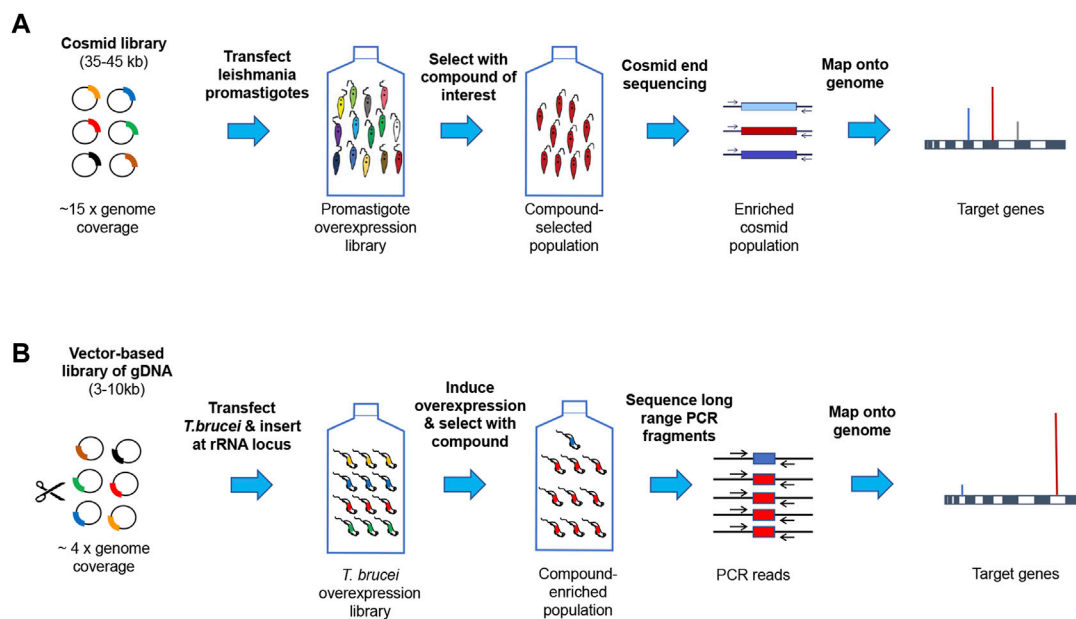 A
Cosmid library
(35-45 kb)
~15 x genome
coverage
Transfect
leishmania
promastigotes
Promastigote
overexpression
library
Select with
compound of
interest
Compound-
selected
population
Cosmid end
sequencing
Enriched
cosmid
population
Map onto
genome
Target genes
B
Vector-based
library of gDNA
(3-10kb)
~ 4 x genome
coverage
Transfect
T.brucei & insert
at rRNA locus
T. brucei
overexpression
library
Induce
overexpression
& select with
compound
Compound-
enriched
population
Sequence long
range PCR
fragments
PCR reads
Map onto
genome
Target genes